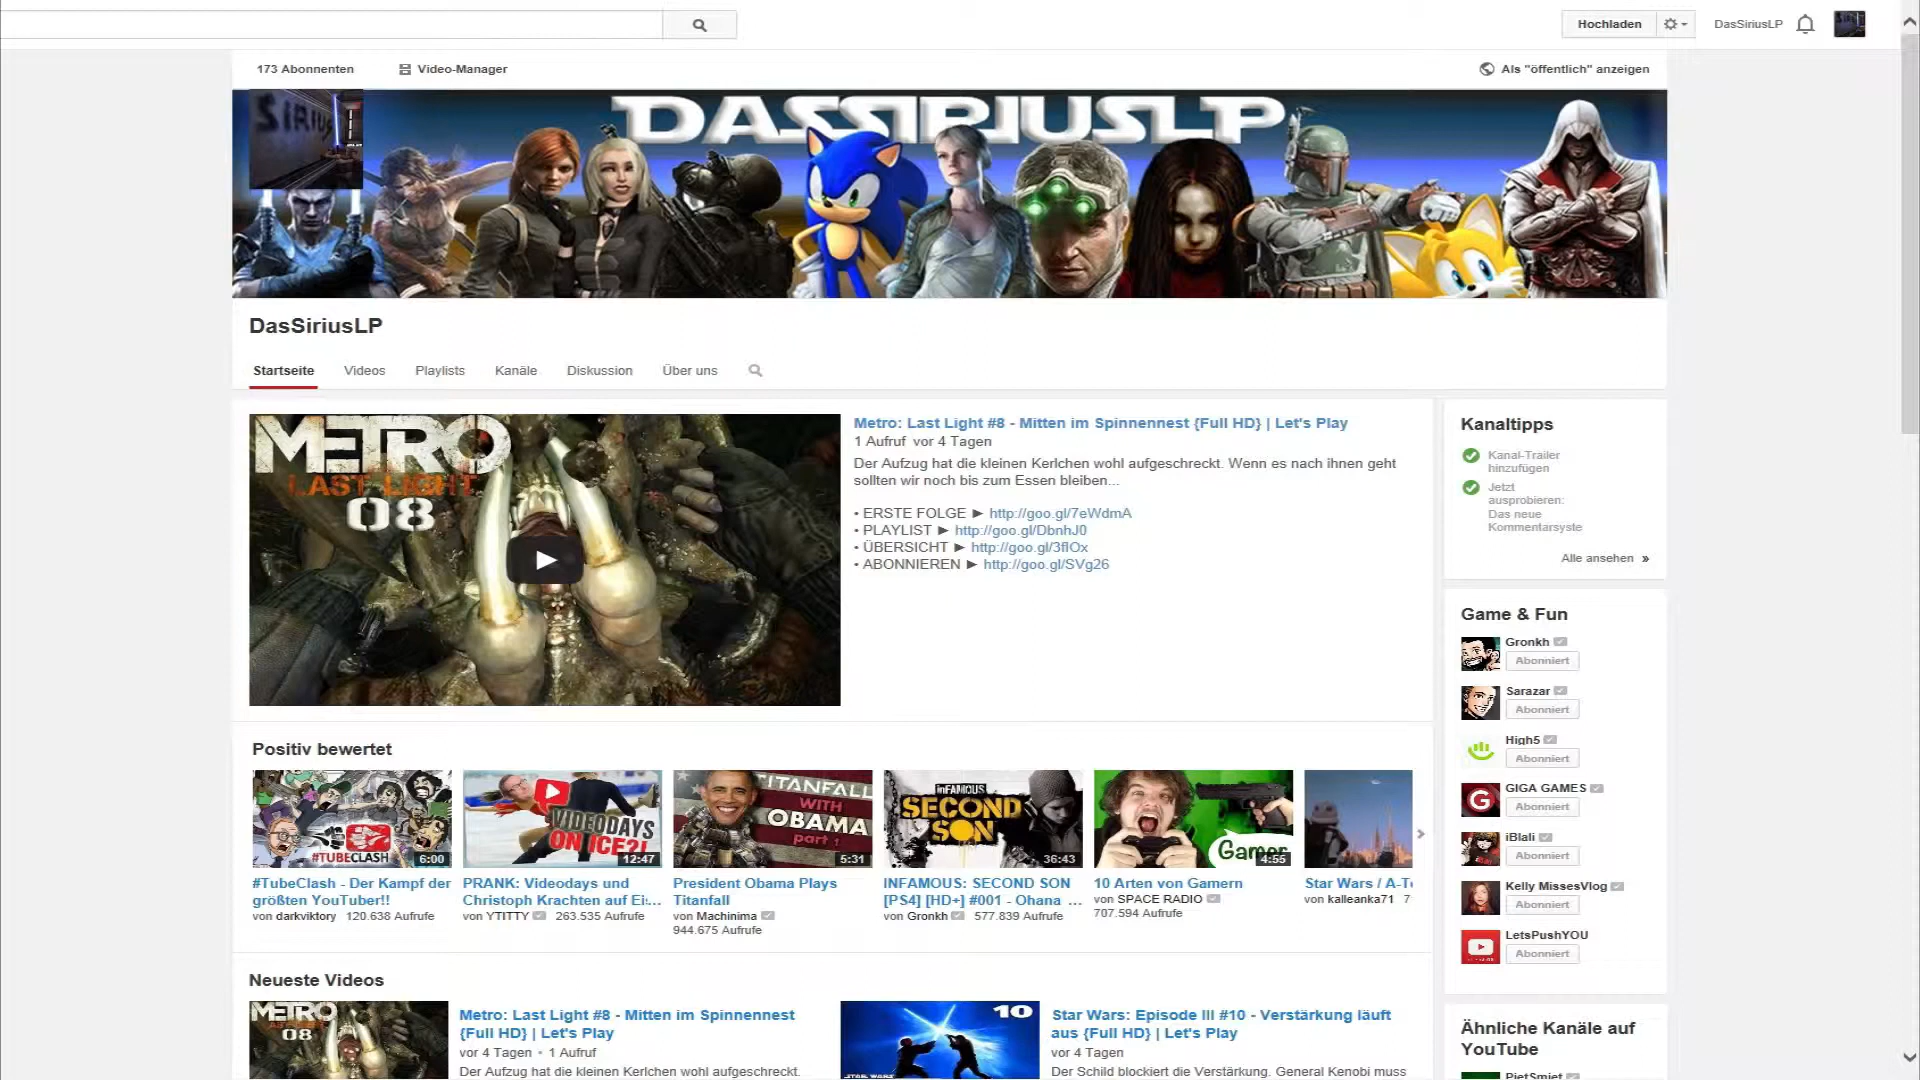 Hochladen
DasSiriusLP
173 Abonnenten
Video-Manager
Als "öffentlich" anzeigen
SIRIUS
DASSIRIUSLP
DasSiriusLP
Startseite
Videos
Playlists
Kanäle
Diskussion
Über uns
METRO
LAST LIGHT
08
Metro: Last Light #8 - Mitten im Spinnennest {Full HD} | Let's Play
1 Aufruf vor 4 Tagen
Der Aufzug hat die kleinen Kerlchen wohl aufgeschreckt. Wenn es nach ihnen geht
sollten wir noch bis zum Essen bleiben...
• ERSTE FOLGE ► http://goo.gl/7eWdmA
• PLAYLIST ► http://goo.gl/DbnhJ0
• ÜBERSICHT ► http://goo.gl/3flOx
• ABONNIEREN ► http://goo.gl/SVg26
Kanaltipps
Kanal-Trailer
hinzufügen
Jetzt
ausprobieren:
Das neue
Kommentarsyste
Alle ansehen »
Game & Fun
Gronkh
Abonniert
Sarazar
Abonniert
High5
Abonniert
GIGA GAMES
Abonniert
iBlali
Abonniert
Kelly MissesVlog
Abonniert
LetsPushYOU
Abonniert
Positiv bewertet
#TUBECLASH
6:00
#TubeClash - Der Kampf der
größten YouTuber!!
von darkviktory 120.638 Aufrufe
VIDEODAYS
ON ICE?!
12:47
PRANK: Videodays und
Christoph Krachten auf Ei...
von YTITTY 263.535 Aufrufe
TITANFALL
WITH
OBAMA
part 1
5:31
President Obama Plays
Titanfall
von Machinima
944.675 Aufrufe
inFAMOUS
SECOND
SON
36:43
INFAMOUS: SECOND SON
[PS4] [HD+] #001 - Ohana ...
von Gronkh 577.839 Aufrufe
Gamer
4:55
10 Arten von Gamern
von SPACE RADIO
707.594 Aufrufe
Star Wars / A-T
von kalleanka71 7
Neueste Videos
METRO
LAST LIGHT
08
Metro: Last Light #8 - Mitten im Spinnennest
{Full HD} | Let's Play
vor 4 Tagen • 1 Aufruf
Der Aufzug hat die kleinen Kerlchen wohl aufgeschreckt.
10
STAR WARS
Star Wars: Episode III #10 - Verstärkung läuft
aus {Full HD} | Let's Play
vor 4 Tagen
Der Schild blockiert die Verstärkung. General Kenobi muss
Ähnliche Kanäle auf
YouTube
PietSmiet